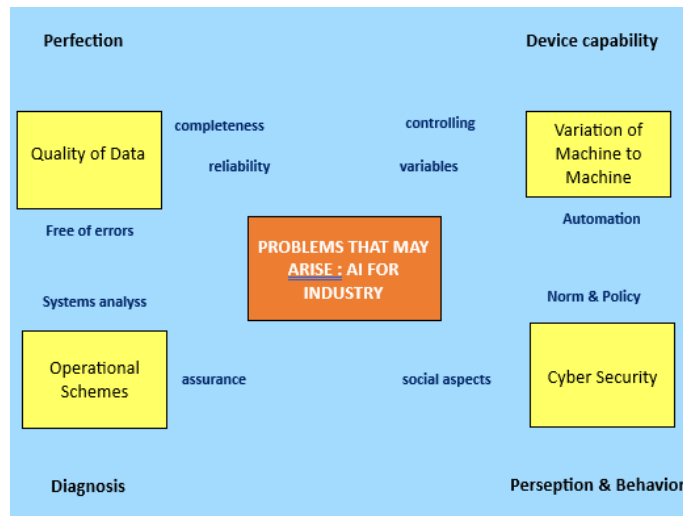 Perfection
Device capability
completeness
controlling
Quality of Data
Variation of
Machine to
Machine
reliability
variables
Free of errors
Automation
PROBLEMS THAT MAY
ARISE : AI FOR
INDUSTRY
Systems analyss
Norm & Policy
Operational
Schemes
assurance
social aspects
Cyber Security
Diagnosis
Perseption & Behavior